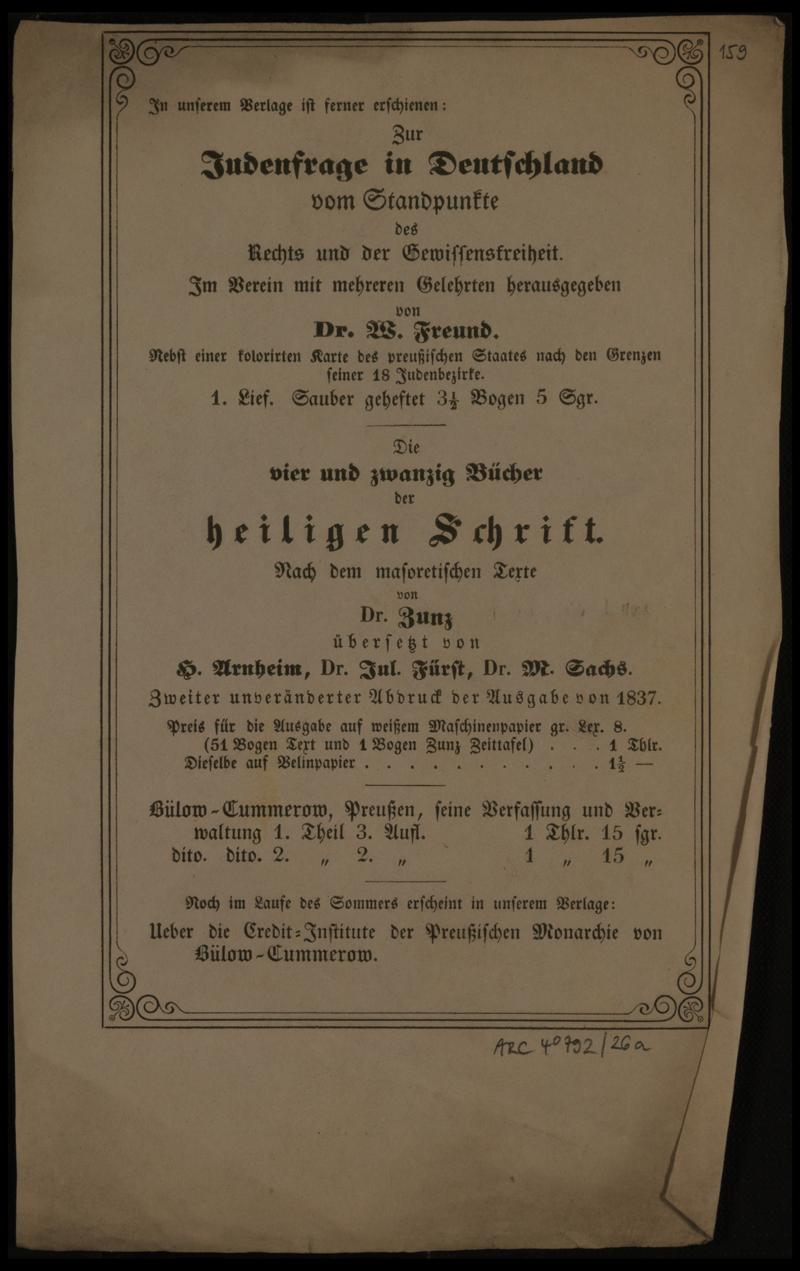 159
In unſerem Verlage iſt ferner erſchienen:
Zur
Judenfrage in Deutſchland
vom Standpunkte
des
Rechts und der Gewiſſensfreiheit.
Im Verein mit mehreren Gelehrten herausgegeben
von
Dr. W. Freund.
Nebſt einer kolorirten Karte des preußiſchen Staates nach den Grenzen
ſeiner 18 Judenbezirke.
1. Lief. Sauber geheftet 3½ Bogen 5 Sgr.
Die
vier und zwanzig Bücher
der
heiligen Schrift.
Nach dem maſoretiſchen Texte
von
Dr. Zunz
überſetzt von
H. Arnheim, Dr. Jul. Fürſt, Dr. M. Sachs.
Zweiter unveränderter Abdruck der Ausgabe von 1837.
Preis für die Ausgabe auf weißem Maſchinenpapier gr. Lex. 8.
(51 Bogen Text und 1 Bogen Zunz Zeittafel) . . . 1 Thlr.
Dieſelbe auf Velinpapier . . . . . . . . . . . 1½ —
Bülow-Cummerow, Preußen, ſeine Verfaſſung und Ver⸗
waltung 1. Theil 3. Aufl. 1 Thlr. 15 ſgr.
dito. dito. 2. „ 2. „ 1 „ 15 „
Noch im Laufe des Sommers erſcheint in unſerem Verlage:
Ueber die Credit⸗Inſtitute der Preußiſchen Monarchie von
Bülow-Cummerow.
ARC 4° 792/26a